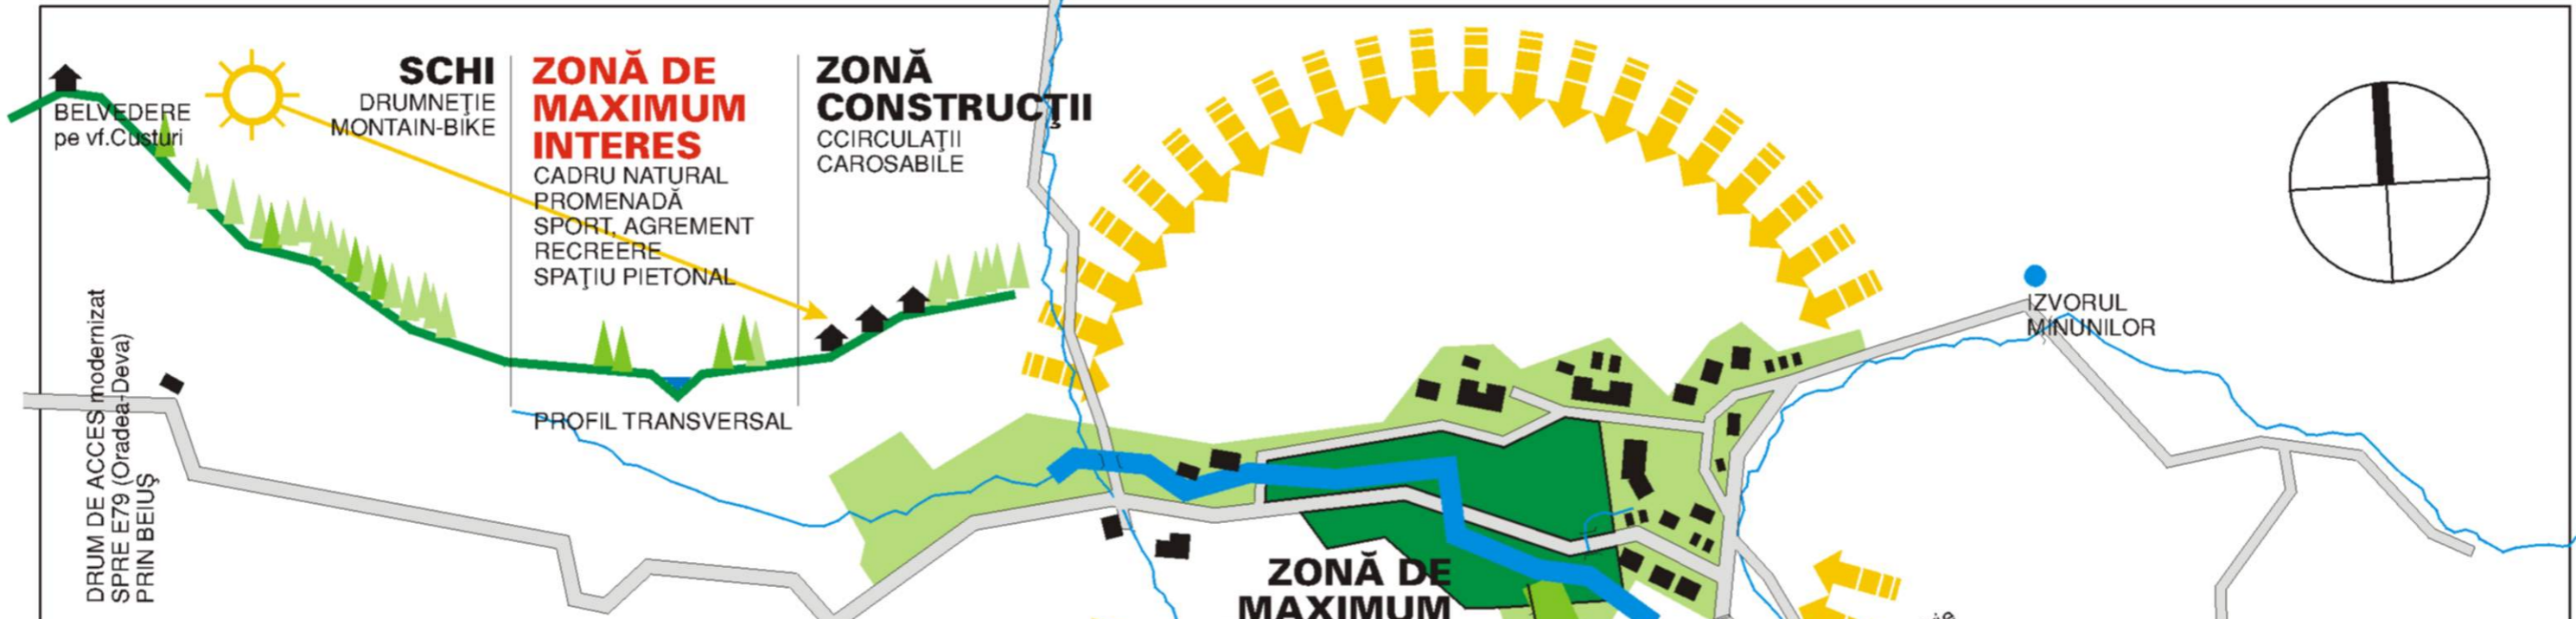 BELVEDERE
pe vf.Custuri
SCHI
DRUMNEŢIE
MONTAIN-BIKE
ZONĂ DE
MAXIMUM
INTERES
CADRU NATURAL
PROMENADĂ
SPORT, AGREMENT
RECREERE
SPAŢIU PIETONAL
ZONĂ
CONSTRUCŢII
CCIRCULAŢII
CAROSABILE
PROFIL TRANSVERSAL
DRUM DE ACCES modernizat
SPRE E79 (Oradea-Deva)
PRIN BEIUŞ
IZVORUL
MINUNILOR
ZONĂ DE
MAXIMUM